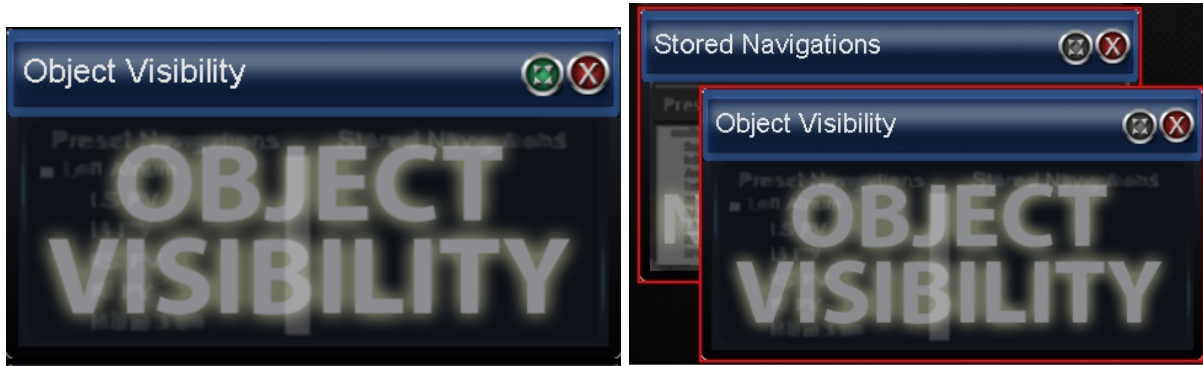 Object Visibility
Preset Navigations Stored Navigations
OBJECT
VISIBILITY
Stored Navigations
Object Visibility
Preset Navigations Stored Navigations
OBJECT
VISIBILITY